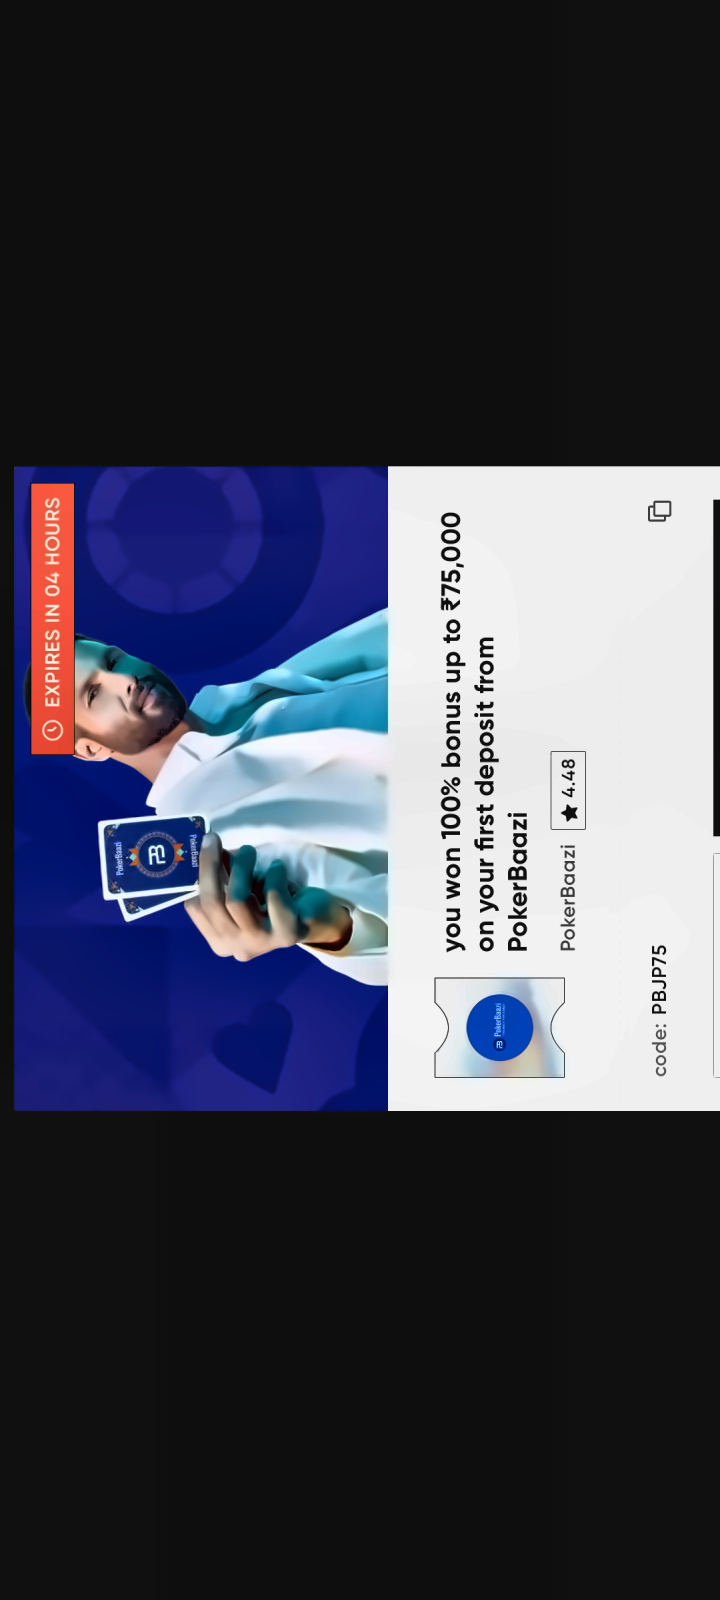 EXPIRES IN 04 HOURS
PokerBaazi
PokerBaazi
you won 100% bonus up to ₹75,000
on your first deposit from
PokerBaazi
PokerBaazi ★ 4.48
PokerBaazi
code: PBJP75